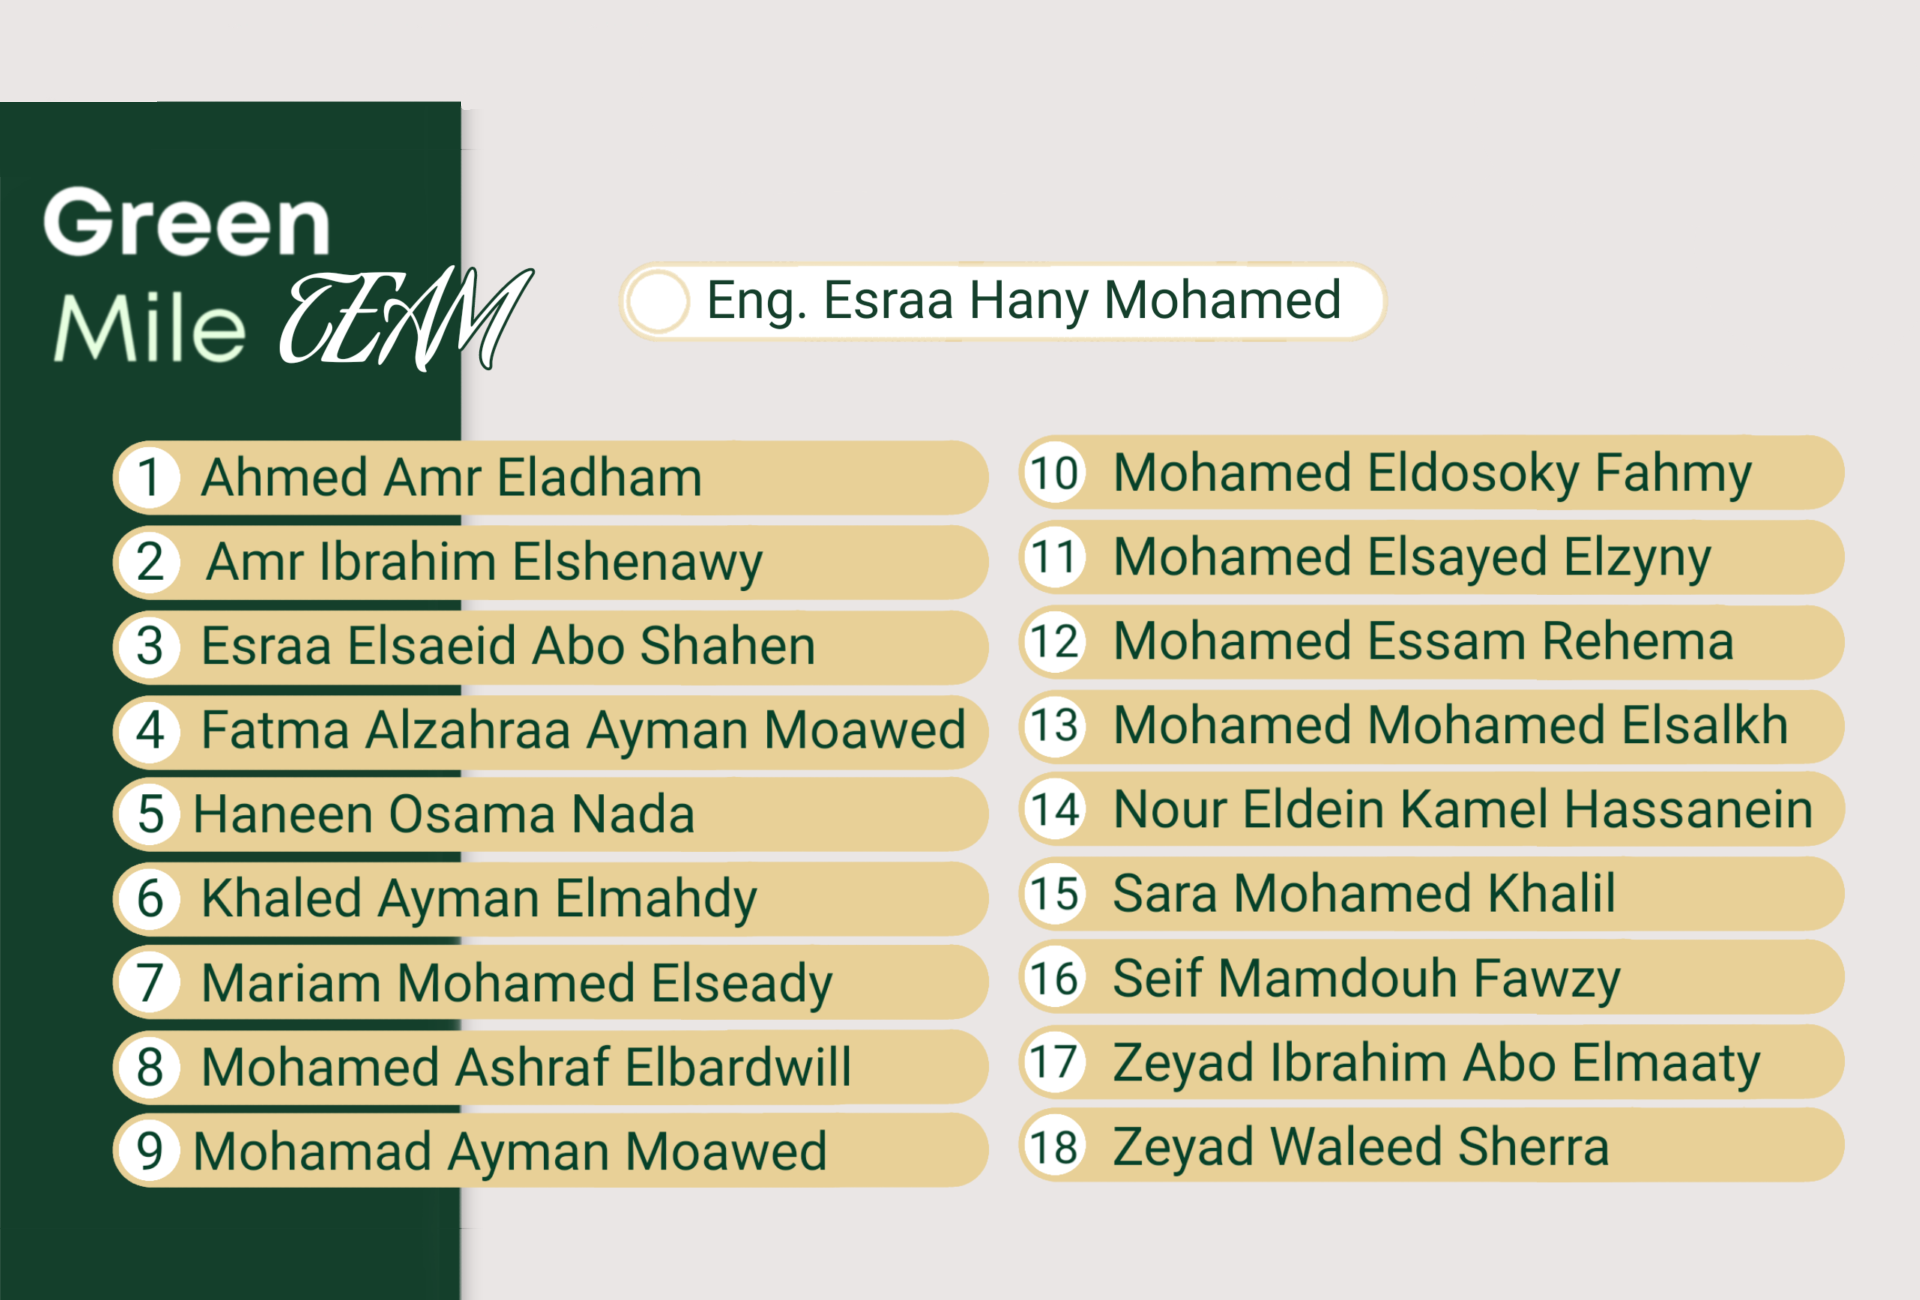 Green
Mile TEAM
Eng. Esraa Hany Mohamed
1 Ahmed Amr Eladham
2 Amr Ibrahim Elshenawy
3 Esraa Elsaeid Abo Shahen
4 Fatma Alzahraa Ayman Moawed
5 Haneen Osama Nada
6 Khaled Ayman Elmahdy
7 Mariam Mohamed Elseady
8 Mohamed Ashraf Elbardwill
9 Mohamad Ayman Moawed
10 Mohamed Eldosoky Fahmy
11 Mohamed Elsayed Elzyny
12 Mohamed Essam Rehema
13 Mohamed Mohamed Elsalkh
14 Nour Eldein Kamel Hassanein
15 Sara Mohamed Khalil
16 Seif Mamdouh Fawzy
17 Zeyad Ibrahim Abo Elmaaty
18 Zeyad Waleed Sherra